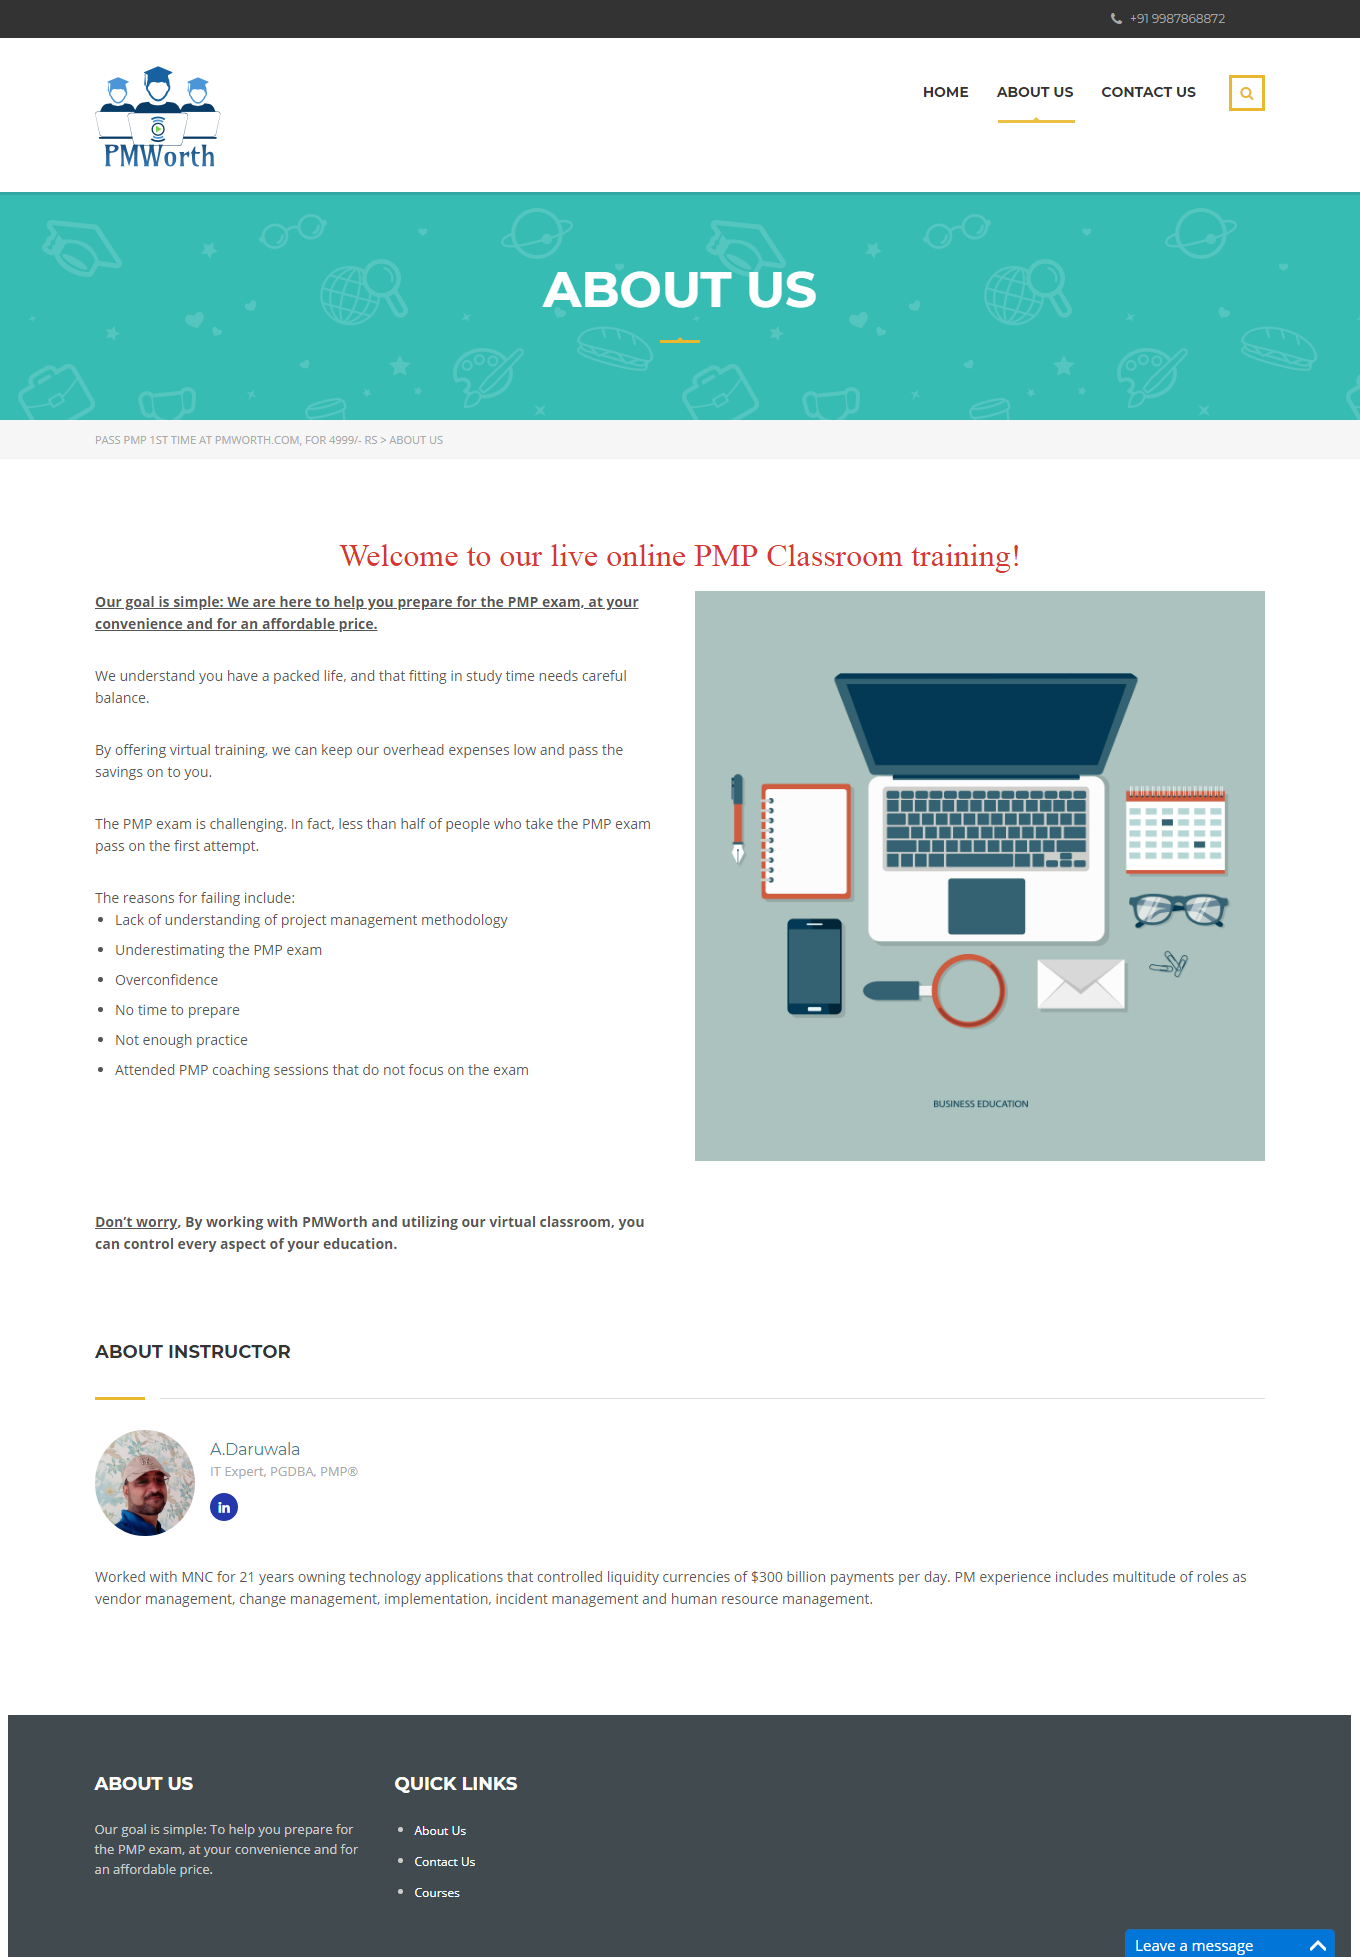 +91 9987868872
PMWorth
HOME
ABOUT US
CONTACT US
ABOUT US
PASS PMP 1ST TIME AT PMWORTH.COM, FOR 4999/- RS > ABOUT US
Welcome to our live online PMP Classroom training!
Our goal is simple: We are here to help you prepare for the PMP exam, at your
convenience and for an affordable price.
We understand you have a packed life, and that fitting in study time needs careful
balance.
By offering virtual training, we can keep our overhead expenses low and pass the
savings on to you.
The PMP exam is challenging. In fact, less than half of people who take the PMP exam
pass on the first attempt.
The reasons for failing include:
Lack of understanding of project management methodology
Underestimating the PMP exam
Overconfidence
No time to prepare
Not enough practice
Attended PMP coaching sessions that do not focus on the exam
BUSINESS EDUCATION
Don't worry, By working with PMWorth and utilizing our virtual classroom, you
can control every aspect of your education.
ABOUT INSTRUCTOR
A.Daruwala
IT Expert, PGDBA, PMP®
in
Worked with MNC for 21 years owning technology applications that controlled liquidity currencies of $300 billion payments per day. PM experience includes multitude of roles as
vendor management, change management, implementation, incident management and human resource management.
ABOUT US
Our goal is simple: To help you prepare for
the PMP exam, at your convenience and for
an affordable price.
QUICK LINKS
About Us
Contact Us
Courses
Leave a message